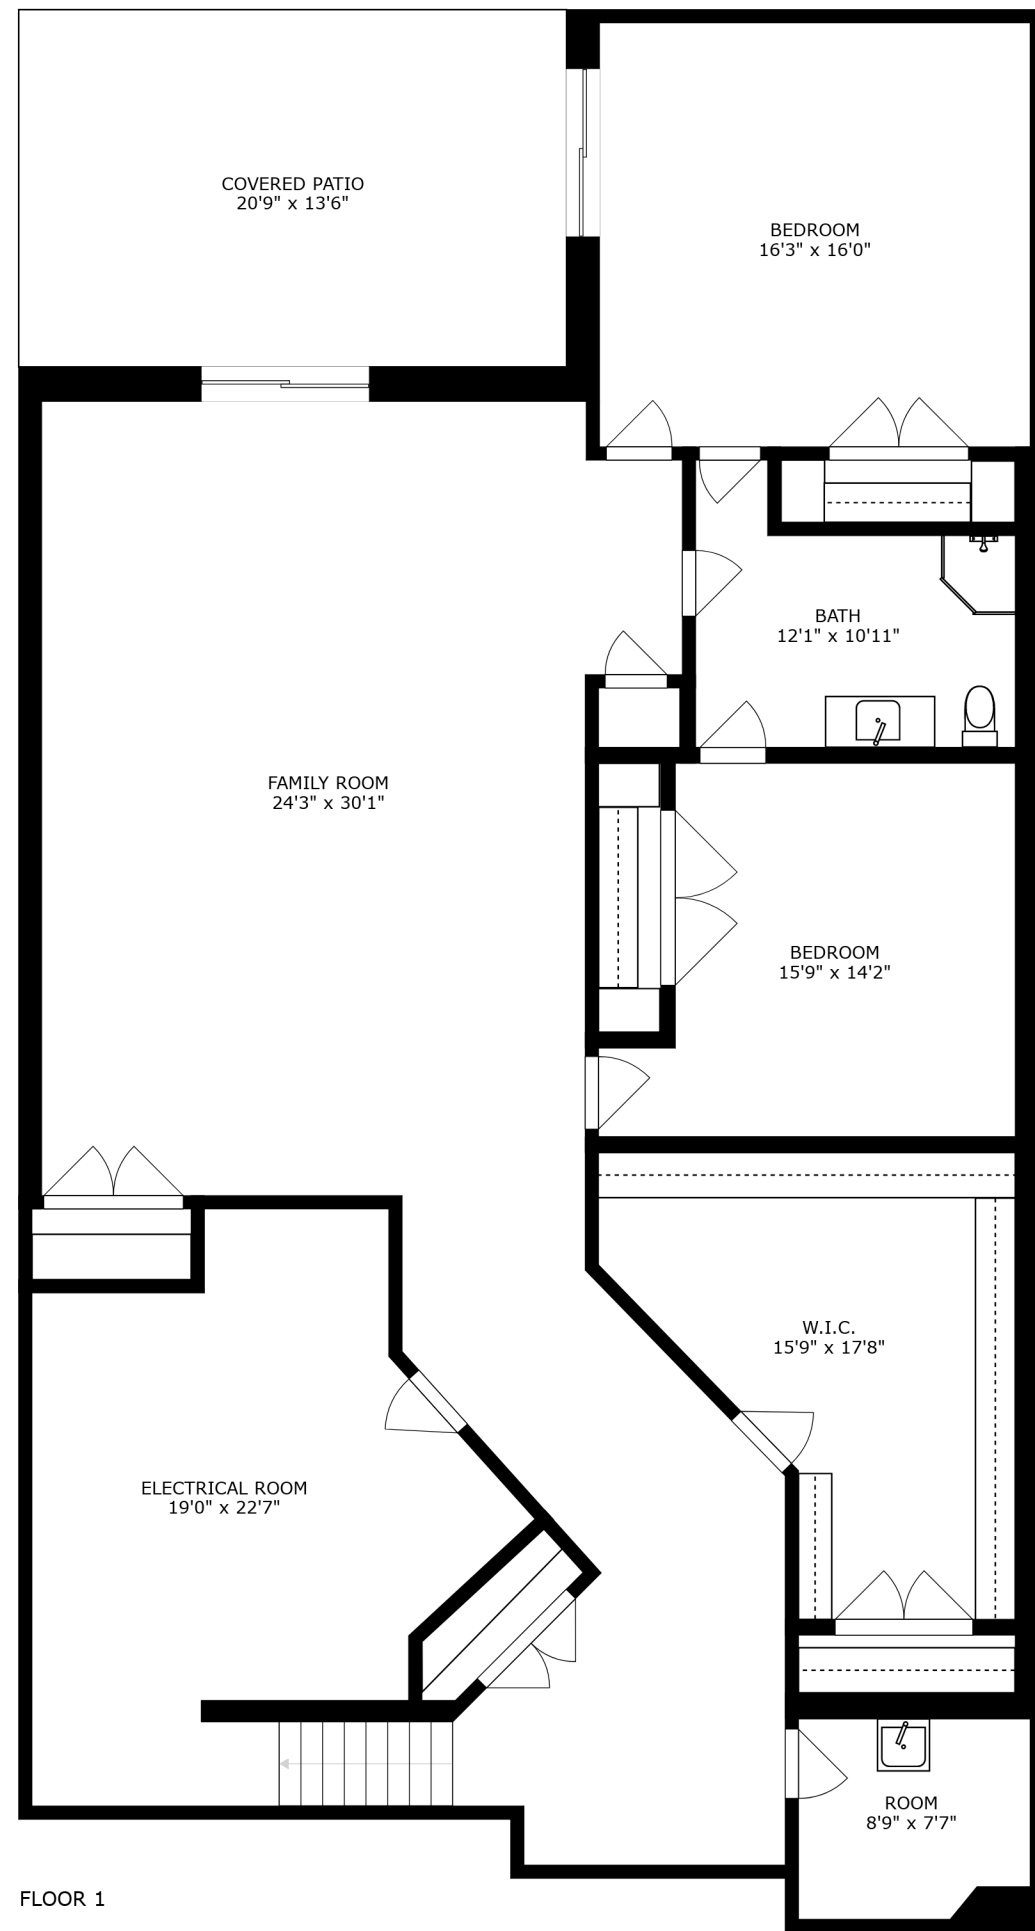 COVERED PATIO
20'9" x 13'6"
BEDROOM
16'3" x 16'0"
BATH
12'1" x 10'11"
FAMILY ROOM
24'3" x 30'1"
BEDROOM
15'9" x 14'2"
W.I.C.
15'9" x 17'8"
ELECTRICAL ROOM
19'0" x 22'7"
ROOM
8'9" x 7'7"
FLOOR 1